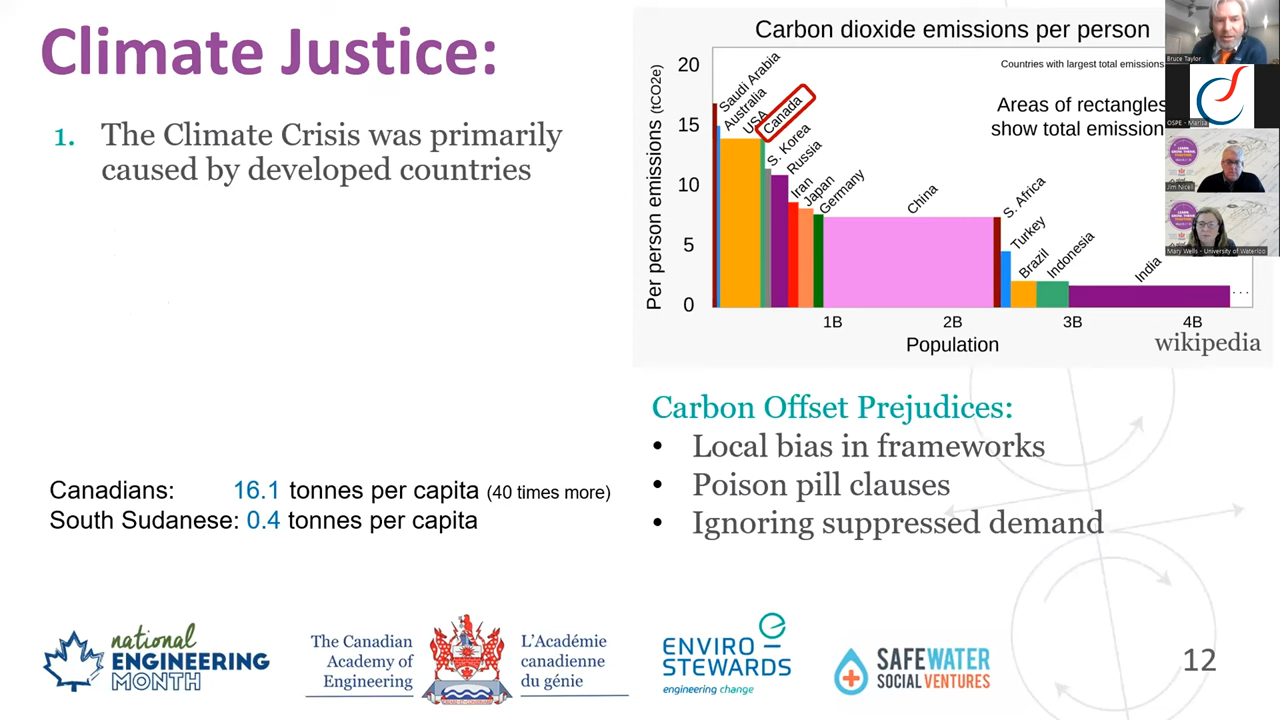 Climate Justice:
1. The Climate Crisis was primarily
caused by developed countries
Canadians: 16.1 tonnes per capita (40 times more)
South Sudanese: 0.4 tonnes per capita
Carbon dioxide emissions per person
Countries with largest total emissions
Areas of rectangles
show total emission
Per person emissions (tCO2e)
20
15
10
5
0
Saudi Arabia
Australia
USA
Canada
S. Korea
Russia
Iran
Japan
Germany
China
S. Africa
Turkey
Brazil
Indonesia
India
...
1B
2B
3B
4B
Population
wikipedia
Carbon Offset Prejudices:
• Local bias in frameworks
• Poison pill clauses
• Ignoring suppressed demand
Bruce Taylor
OSPE - Marisa
Jim Nicell
Mary Wells - University of Waterloo
national
ENGINEERING
MONTH
The Canadian
Academy of
Engineering
L'Académie
canadienne
du génie
ENVIRO
STEWARDS
engineering change
SAFEWATER
SOCIAL VENTURES
12